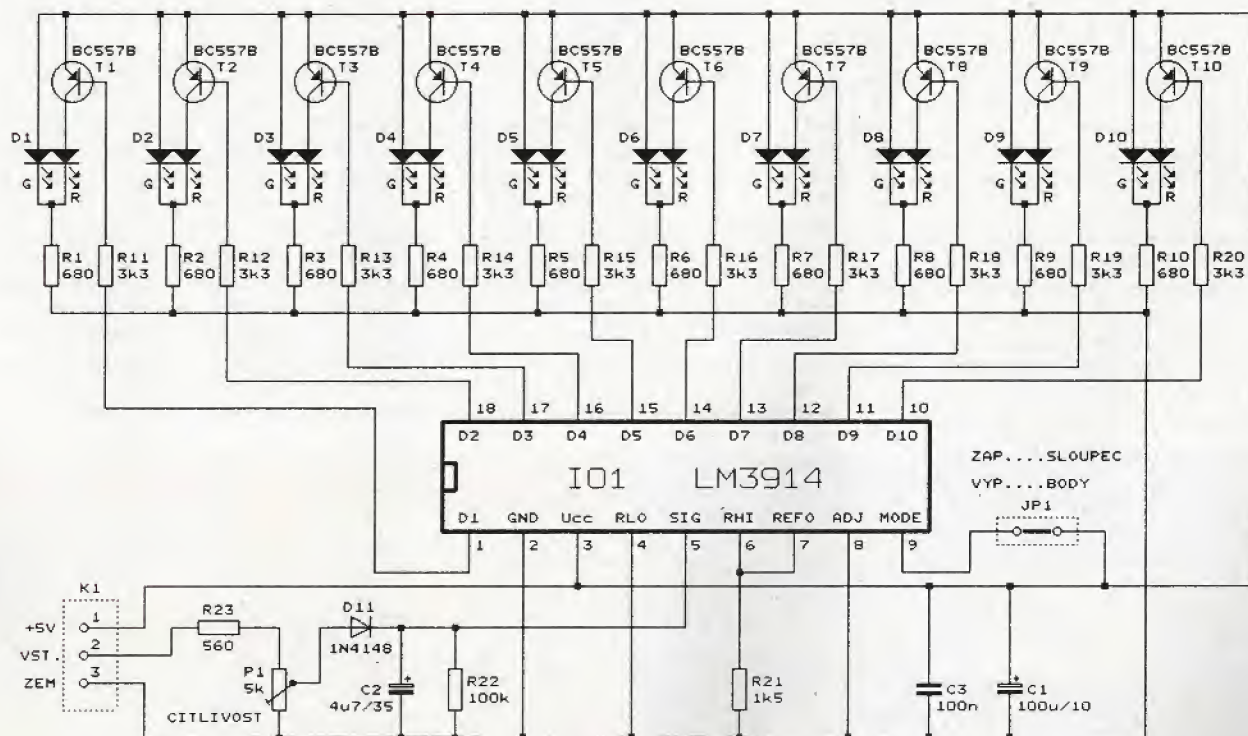 BC557B BC557B BC557B BC557B BC557B BC557B BC557B BC557B BC557B BC557B
T1 T2 T3 T4 T5 T6 T7 T8 T9 T10
D1 D2 D3 D4 D5 D6 D7 D8 D9 D10
G R G R G R G R G R G R G R G R G R G R
R1 R11 R2 R12 R3 R13 R4 R14 R5 R15 R6 R16 R7 R17 R8 R18 R9 R19 R10 R20
680 3k3 680 3k3 680 3k3 680 3k3 680 3k3 680 3k3 680 3k3 680 3k3 680 3k3 680 3k3
18 17 16 15 14 13 12 11 10
D2 D3 D4 D5 D6 D7 D8 D9 D10
IO1 LM3914
D1 GND Ucc RLO SIG RHI REFO ADJ MODE
1 2 3 4 5 6 7 8 9
ZAP....SLOUPEC
VYP....BODY
JP1
K1
+5V 1
VST. 2
ZEM 3
R23
560
D11
1N4148
P1
5k
CITLIVOST
+
C2
4u7/35
R22
100k
R21
1k5
C3
100n
+
C1
100u/10